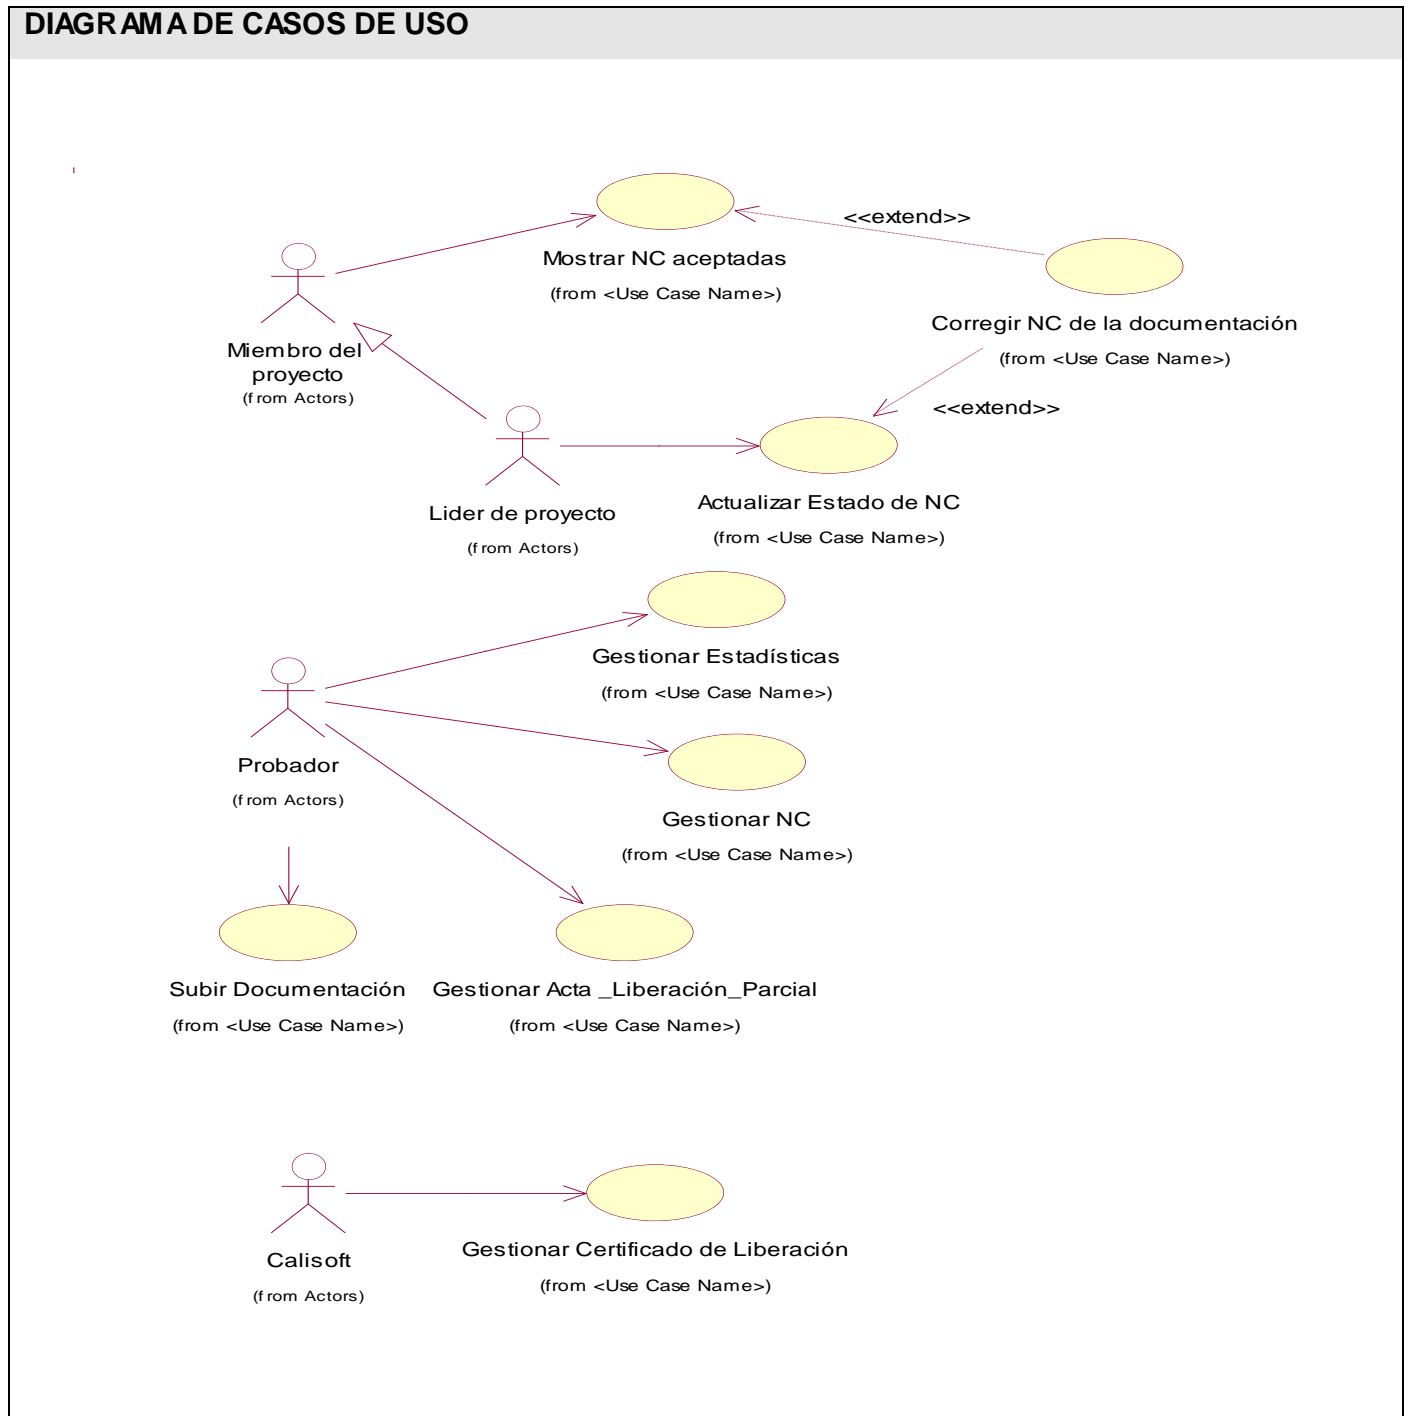 DIAGRAMA DE CASOS DE USO
<<extend>>
Mostrar NC aceptadas
(from <Use Case Name>)
Corregir NC de la documentación
(from <Use Case Name>)
Miembro del
proyecto
(from Actors)
<<extend>>
Lider de proyecto
(from Actors)
Actualizar Estado de NC
(from <Use Case Name>)
Gestionar Estadísticas
(from <Use Case Name>)
Probador
(from Actors)
Gestionar NC
(from <Use Case Name>)
Subir Documentación
(from <Use Case Name>)
Gestionar Acta _Liberación_Parcial
(from <Use Case Name>)
Calisoft
(from Actors)
Gestionar Certificado de Liberación
(from <Use Case Name>)